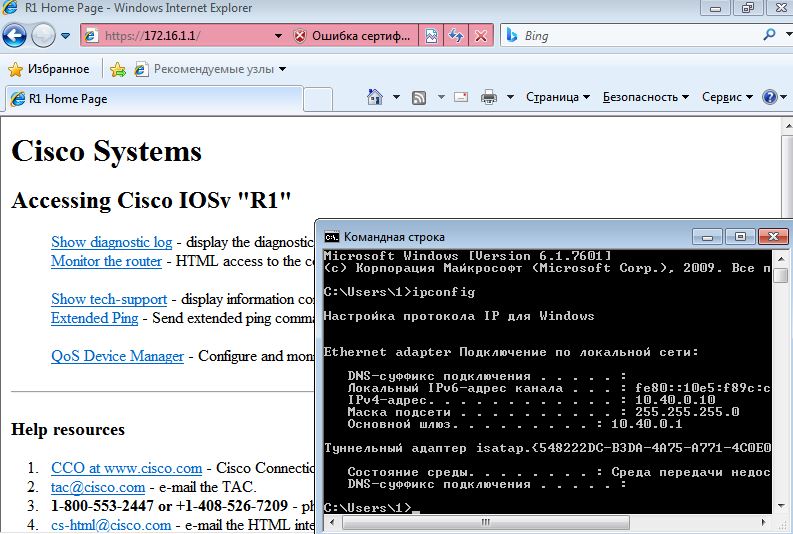 R1 Home Page - Windows Internet Explorer
https://172.16.1.1/
Ошибка сертиф...
Bing
Избранное
Рекомендуемые узлы
R1 Home Page
Страница
Безопасность
Сервис
Cisco Systems
Accessing Cisco IOSv "R1"
Show diagnostic log - display the diagnostic
Monitor the router - HTML access to the
Show tech-support - display information
Extended Ping - Send extended ping
QoS Device Manager - Configure and
Help resources
1. CCO at www.cisco.com - Cisco
2. tac@cisco.com - e-mail the TAC.
3. 1-800-553-2447 or +1-408-526-7209 -
4. cs-html@cisco.com - e-mail the HTML
Командная строка
Microsoft Windows [Version 6.1.7601]
(c) Корпорация Майкрософт (Microsoft Corp.), 2009. Все
C:\Users\1>ipconfig
Настройка протокола IP для Windows
Ethernet adapter Подключение по локальной сети:
DNS-суффикс подключения . . . . . :
Локальный IPv6-адрес канала . . . : fe80::10e5:f89c:c
IPv4-адрес. . . . . . . . . . . . : 10.40.0.10
Маска подсети . . . . . . . . . . : 255.255.255.0
Основной шлюз. . . . . . . . . : 10.40.0.1
Туннельный адаптер isatap.{548222DC-B3DA-4A75-A771-4C0E0
Состояние среды. . . . . . . . : Среда передачи недос
DNS-суффикс подключения . . . . . :
C:\Users\1>_